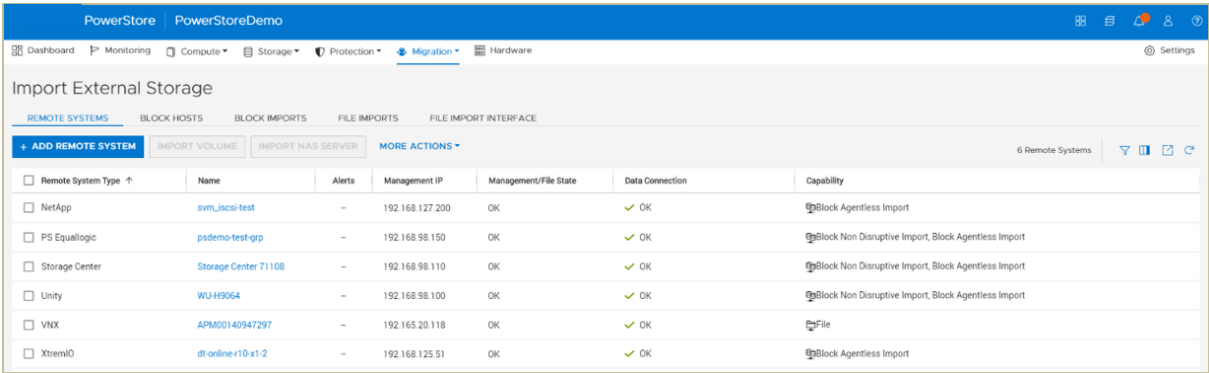 PowerStore PowerStoreDemo
Dashboard Monitoring Compute Storage Protection Migration Hardware Settings
Import External Storage
REMOTE SYSTEMS BLOCK HOSTS BLOCK IMPORTS FILE IMPORTS FILE IMPORT INTERFACE
+ ADD REMOTE SYSTEM IMPORT VOLUME IMPORT NAS SERVER MORE ACTIONS 6 Remote Systems
Remote System Type Name Alerts Management IP Management/File State Data Connection Capability
NetApp svm_iscsi-test -- 192.168.127.200 OK OK Block Agentless Import
PS Equallogic psdemo-test-grp -- 192.168.98.150 OK OK Block Non Disruptive Import, Block Agentless Import
Storage Center Storage Center 71108 -- 192.168.98.110 OK OK Block Non Disruptive Import, Block Agentless Import
Unity WU-H9064 -- 192.168.98.100 OK OK Block Non Disruptive Import, Block Agentless Import
VNX APM00140947297 -- 192.165.20.118 OK OK File
XtremIO dt-online-r10-x1-2 -- 192.168.125.51 OK OK Block Agentless Import